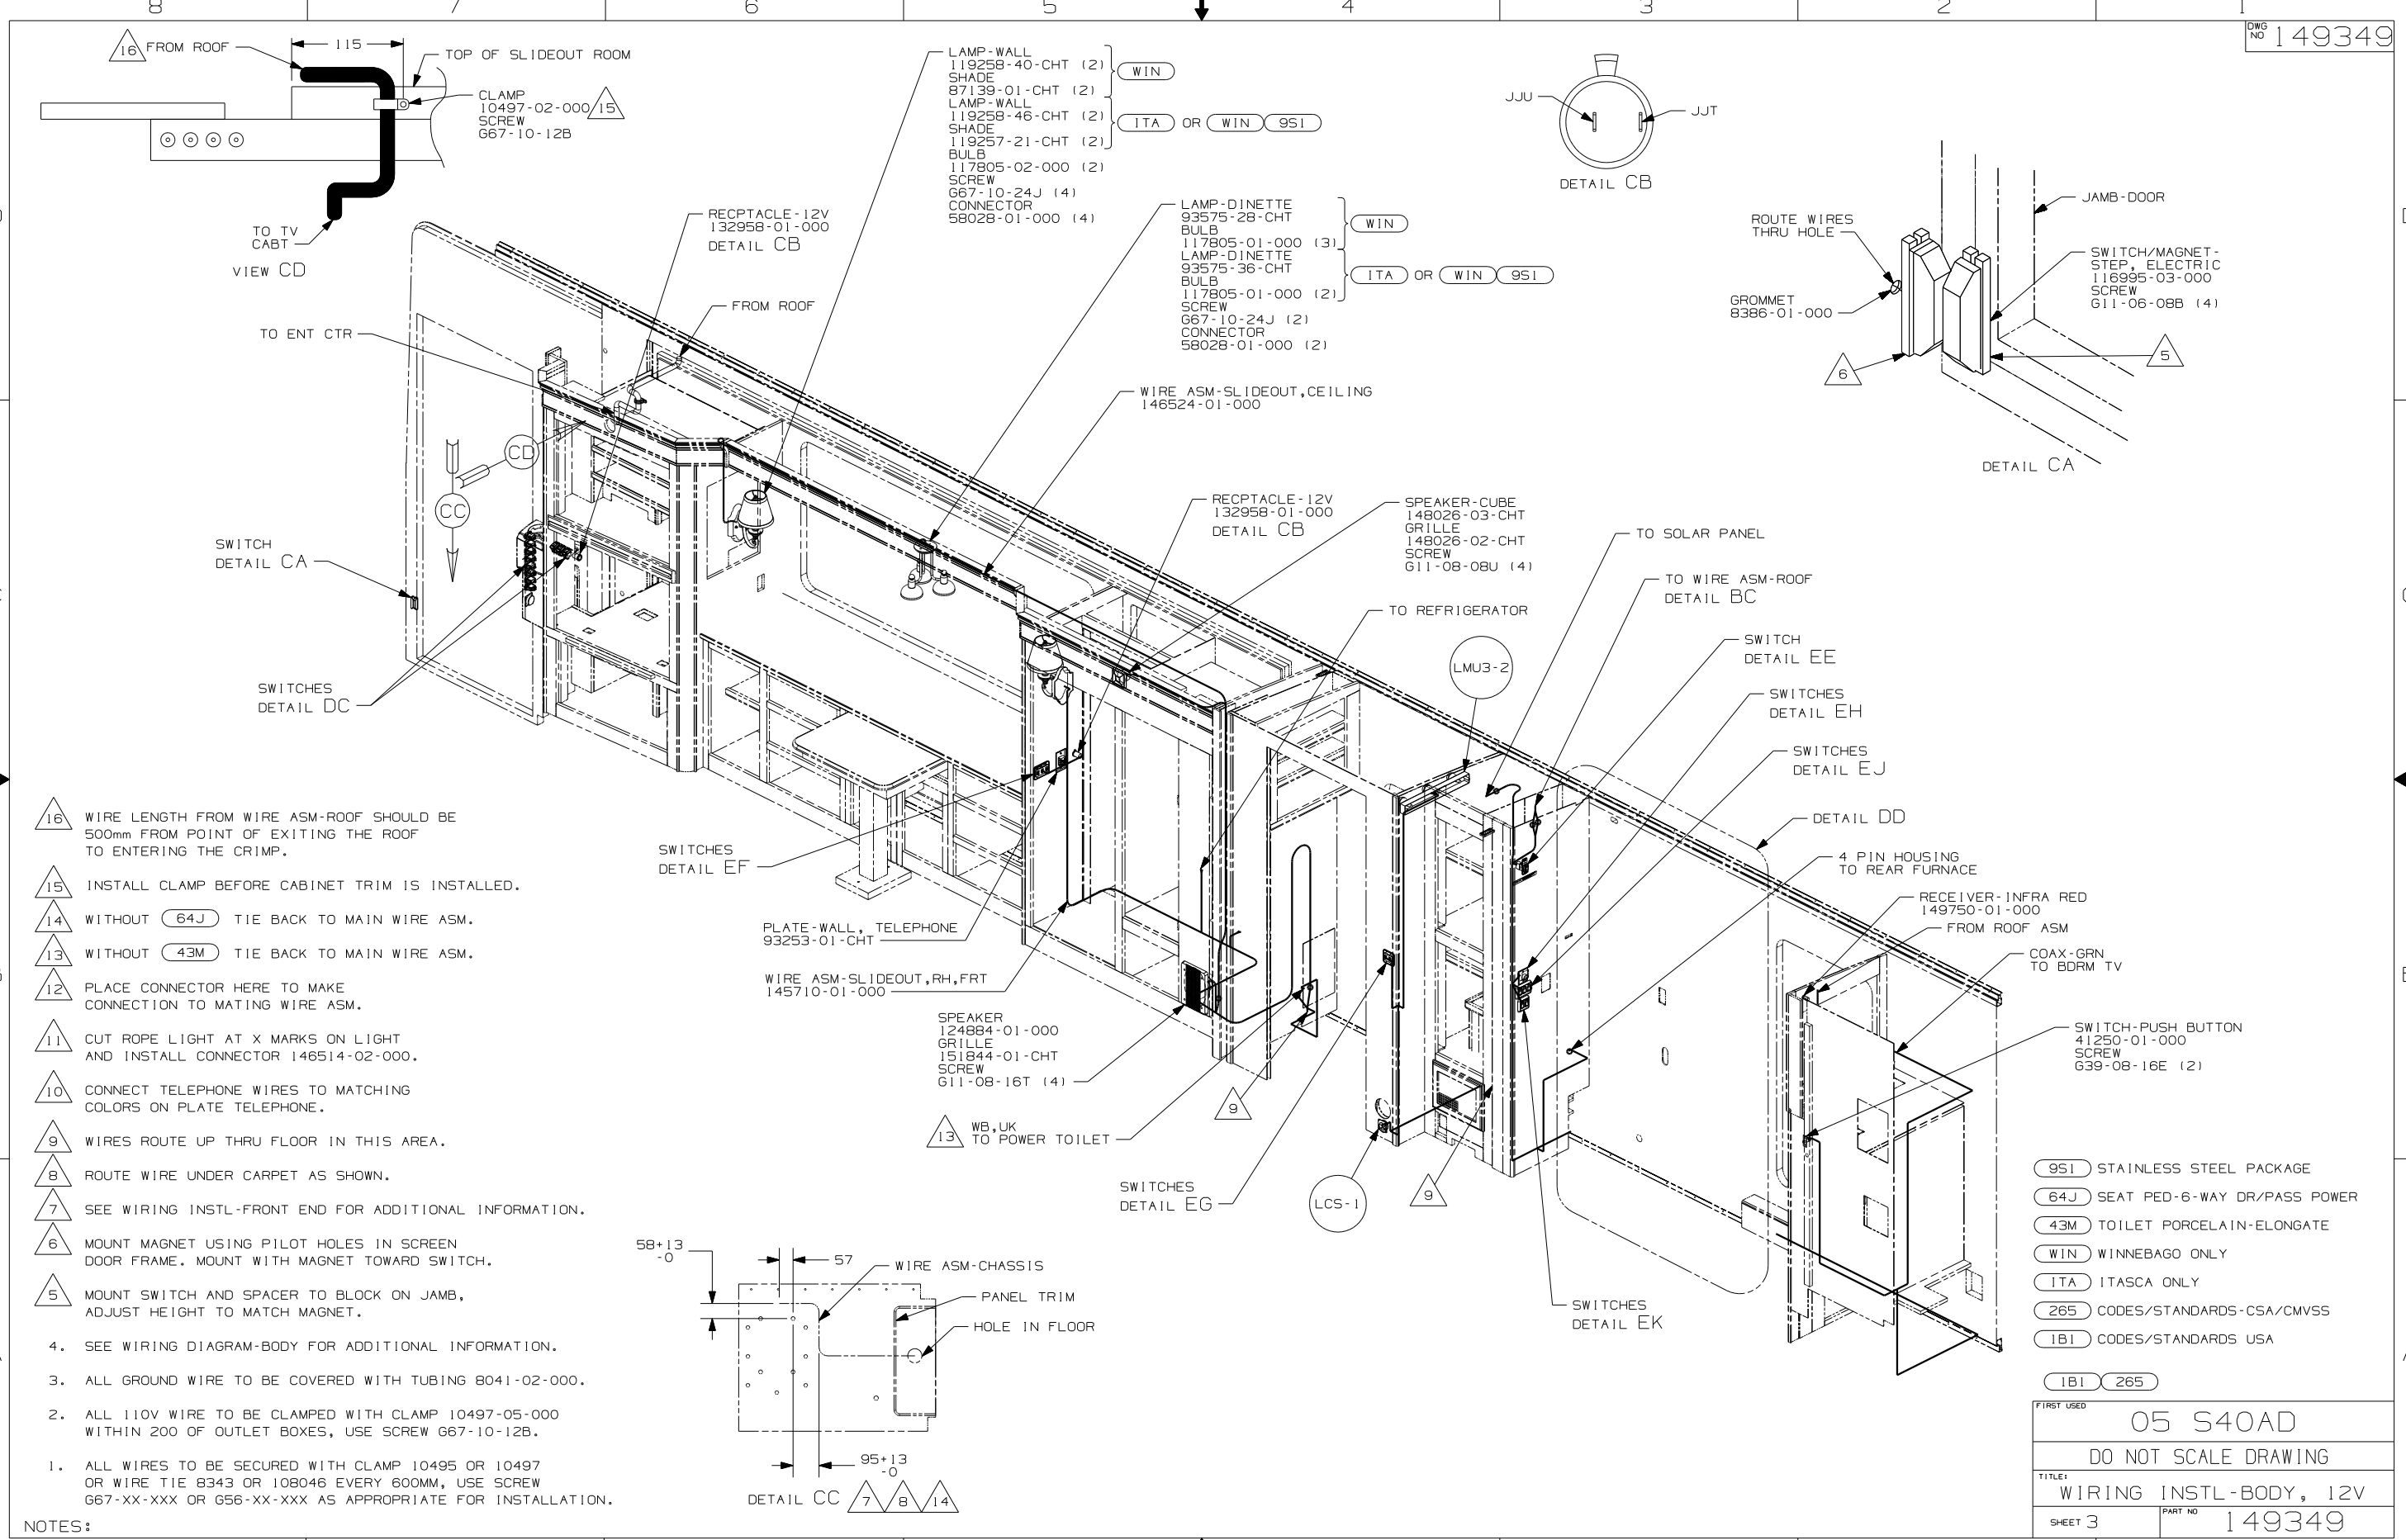 8 7 6 5 4 3 2 1
DWG NO 149349
16 FROM ROOF
115
TOP OF SLIDEOUT ROOM
CLAMP
10497-02-000 15
SCREW
G67-10-12B
TO TV
CABT
VIEW CD
LAMP-WALL
119258-40-CHT (2)
SHADE
87139-01-CHT (2)
WIN
LAMP-WALL
119258-46-CHT (2)
SHADE
119257-21-CHT (2)
ITA OR WIN 9S1
BULB
117805-02-000 (2)
SCREW
G67-10-24J (4)
CONNECTOR
58028-01-000 (4)
RECPTACLE-12V
132958-01-000
DETAIL CB
FROM ROOF
TO ENT CTR
LAMP-DINETTE
93575-28-CHT
BULB
117805-01-000 (3)
WIN
LAMP-DINETTE
93575-36-CHT
BULB
117805-01-000 (2)
ITA OR WIN 9S1
SCREW
G67-10-24J (2)
CONNECTOR
58028-01-000 (2)
JJU
JJT
DETAIL CB
JAMB-DOOR
ROUTE WIRES
THRU HOLE
SWITCH/MAGNET-
STEP, ELECTRIC
116995-03-000
SCREW
G11-06-08B (4)
GROMMET
8386-01-000
6
5
DETAIL CA
WIRE ASM-SLIDEOUT,CEILING
146524-01-000
CD
CC
SWITCH
DETAIL CA
SWITCHES
DETAIL DC
RECPTACLE-12V
132958-01-000
DETAIL CB
SPEAKER-CUBE
148026-03-CHT
GRILLE
148026-02-CHT
SCREW
G11-08-08U (4)
TO SOLAR PANEL
TO WIRE ASM-ROOF
DETAIL BC
TO REFRIGERATOR
LMU3-2
SWITCH
DETAIL EE
SWITCHES
DETAIL EH
SWITCHES
DETAIL EJ
DETAIL DD
4 PIN HOUSING
TO REAR FURNACE
RECEIVER-INFRA RED
149750-01-000
FROM ROOF ASM
COAX-GRN
TO BDRM TV
SWITCH-PUSH BUTTON
41250-01-000
SCREW
G39-08-16E (2)
SWITCHES
DETAIL EF
PLATE-WALL, TELEPHONE
93253-01-CHT
WIRE ASM-SLIDEOUT,RH,FRT
145710-01-000
SPEAKER
124884-01-000
GRILLE
151844-01-CHT
SCREW
G11-08-16T (4)
13 WB,UK
TO POWER TOILET
9
SWITCHES
DETAIL EG
LCS-1
9
SWITCHES
DETAIL EK
16 WIRE LENGTH FROM WIRE ASM-ROOF SHOULD BE
500mm FROM POINT OF EXITING THE ROOF
TO ENTERING THE CRIMP.
15 INSTALL CLAMP BEFORE CABINET TRIM IS INSTALLED.
14 WITHOUT 64J TIE BACK TO MAIN WIRE ASM.
13 WITHOUT 43M TIE BACK TO MAIN WIRE ASM.
12 PLACE CONNECTOR HERE TO MAKE
CONNECTION TO MATING WIRE ASM.
11 CUT ROPE LIGHT AT X MARKS ON LIGHT
AND INSTALL CONNECTOR 146514-02-000.
10 CONNECT TELEPHONE WIRES TO MATCHING
COLORS ON PLATE TELEPHONE.
9 WIRES ROUTE UP THRU FLOOR IN THIS AREA.
8 ROUTE WIRE UNDER CARPET AS SHOWN.
7 SEE WIRING INSTL-FRONT END FOR ADDITIONAL INFORMATION.
6 MOUNT MAGNET USING PILOT HOLES IN SCREEN
DOOR FRAME. MOUNT WITH MAGNET TOWARD SWITCH.
5 MOUNT SWITCH AND SPACER TO BLOCK ON JAMB,
ADJUST HEIGHT TO MATCH MAGNET.
4. SEE WIRING DIAGRAM-BODY FOR ADDITIONAL INFORMATION.
3. ALL GROUND WIRE TO BE COVERED WITH TUBING 8041-02-000.
2. ALL 110V WIRE TO BE CLAMPED WITH CLAMP 10497-05-000
WITHIN 200 OF OUTLET BOXES, USE SCREW G67-10-12B.
1. ALL WIRES TO BE SECURED WITH CLAMP 10495 OR 10497
OR WIRE TIE 8343 OR 108046 EVERY 600MM, USE SCREW
G67-XX-XXX OR G56-XX-XXX AS APPROPRIATE FOR INSTALLATION.
NOTES:
58+13
-0
57
WIRE ASM-CHASSIS
PANEL TRIM
HOLE IN FLOOR
95+13
-0
DETAIL CC 7 8 14
9S1 STAINLESS STEEL PACKAGE
64J SEAT PED-6-WAY DR/PASS POWER
43M TOILET PORCELAIN-ELONGATE
WIN WINNEBAGO ONLY
ITA ITASCA ONLY
265 CODES/STANDARDS-CSA/CMVSS
1B1 CODES/STANDARDS USA
1B1 265
FIRST USED
05 S40AD
DO NOT SCALE DRAWING
TITLE:
WIRING INSTL-BODY, 12V
SHEET 3
PART NO 149349